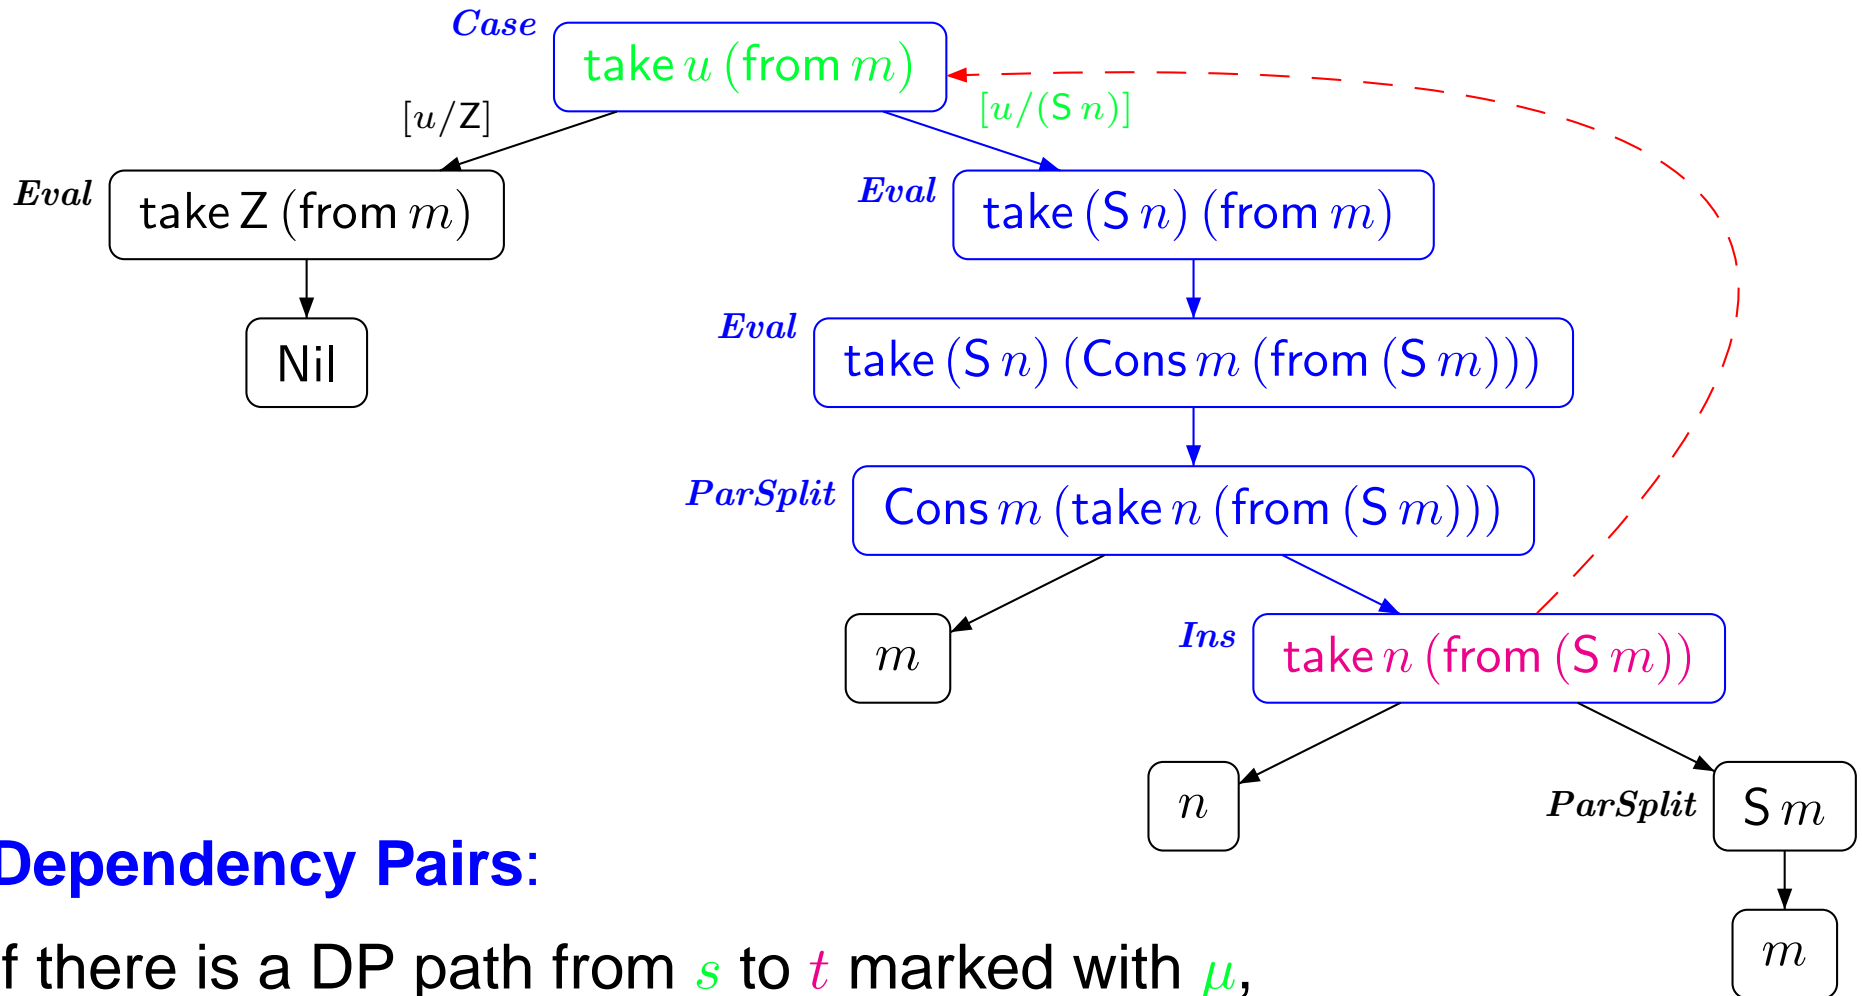 Case
take u (from m)
[u/Z]
[u/(S n)]
Eval
take Z (from m)
Eval
take (S n) (from m)
Nil
Eval
take (S n) (Cons m (from (S m)))
ParSplit
Cons m (take n (from (S m)))
m
Ins
take n (from (S m))
n
ParSplit
S m
m
Dependency Pairs:
If there is a DP path from s to t marked with μ,